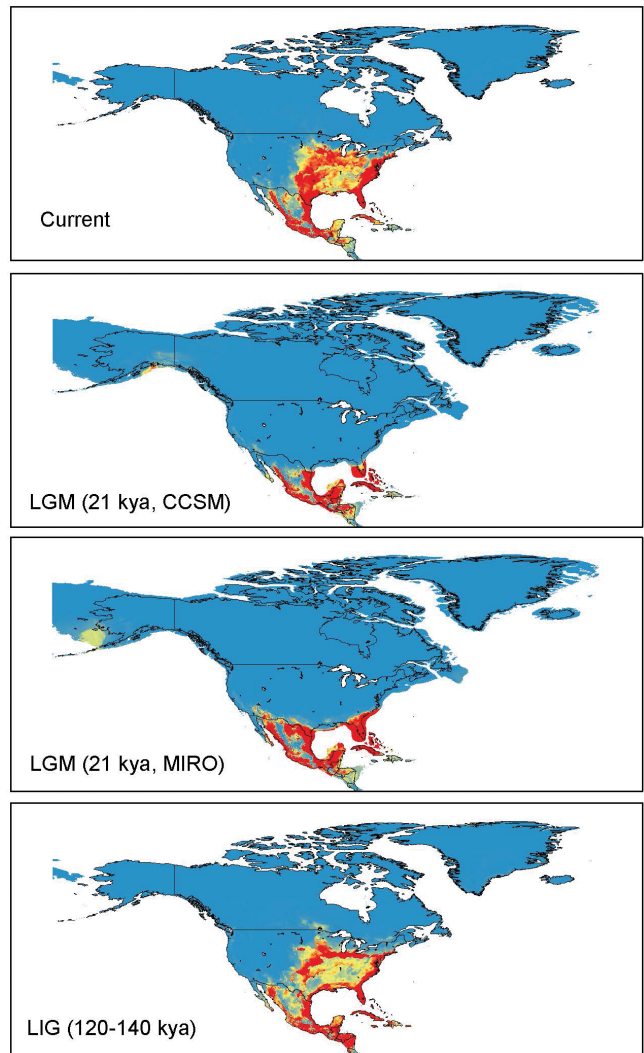 Current
LGM (21 kya, CCSM)
LGM (21 kya, MIRO)
LIG (120-140 kya)